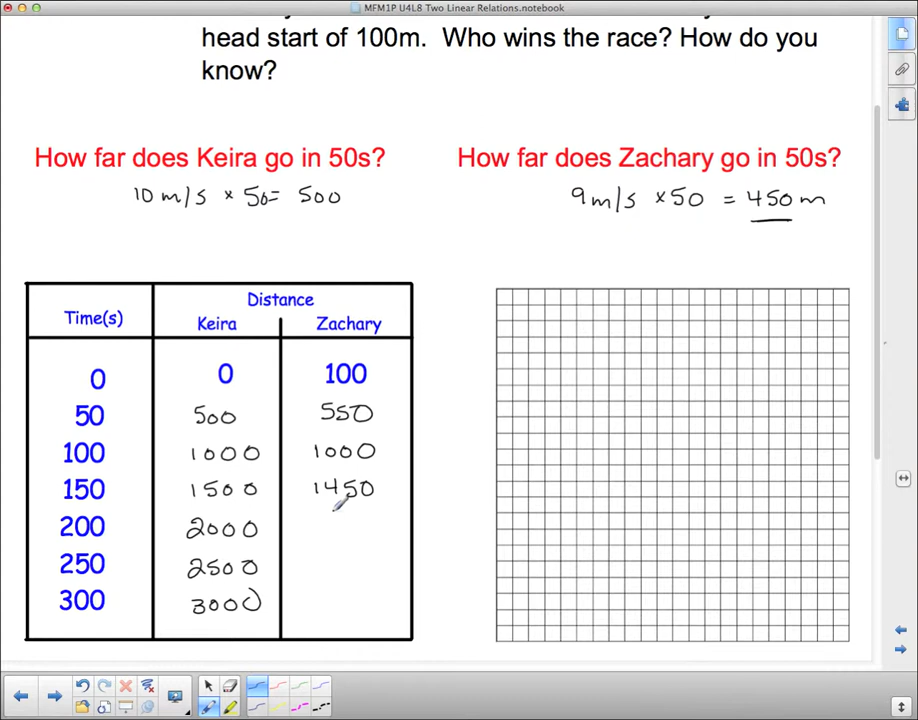 MFM1P U4L8 Two Linear Relations.notebook
head start of 100m. Who wins the race? How do you
know?
How far does Keira go in 50s?
10 m/s × 50= 500
How far does Zachary go in 50s?
9m/s ×50 = 450m
Time(s) Distance
Keira Zachary
0 0 100
50 500 550
100 1000 1000
150 1500 1450
200 2000
250 2500
300 3000